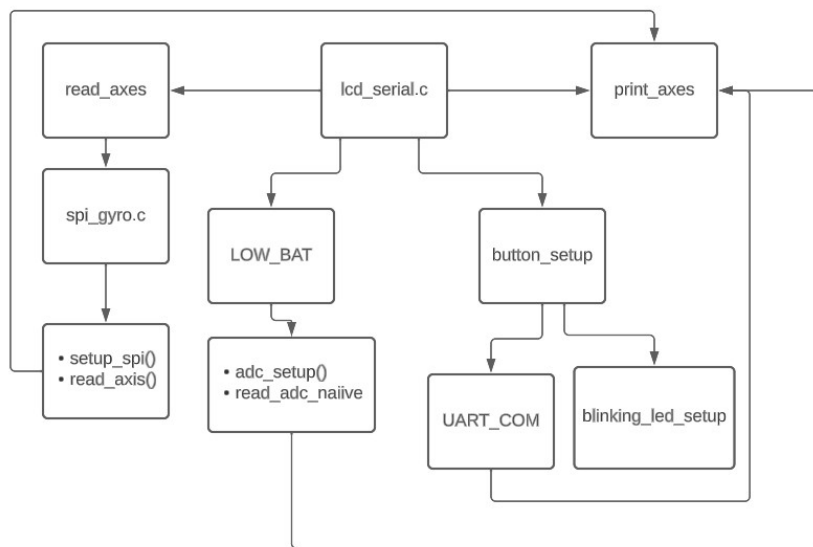 read_axes
lcd_serial.c
print_axes
spi_gyro.c
LOW_BAT
button_setup
• setup_spi()
• read_axis()
• adc_setup()
• read_adc_naiive
UART_COM
blinking_led_setup